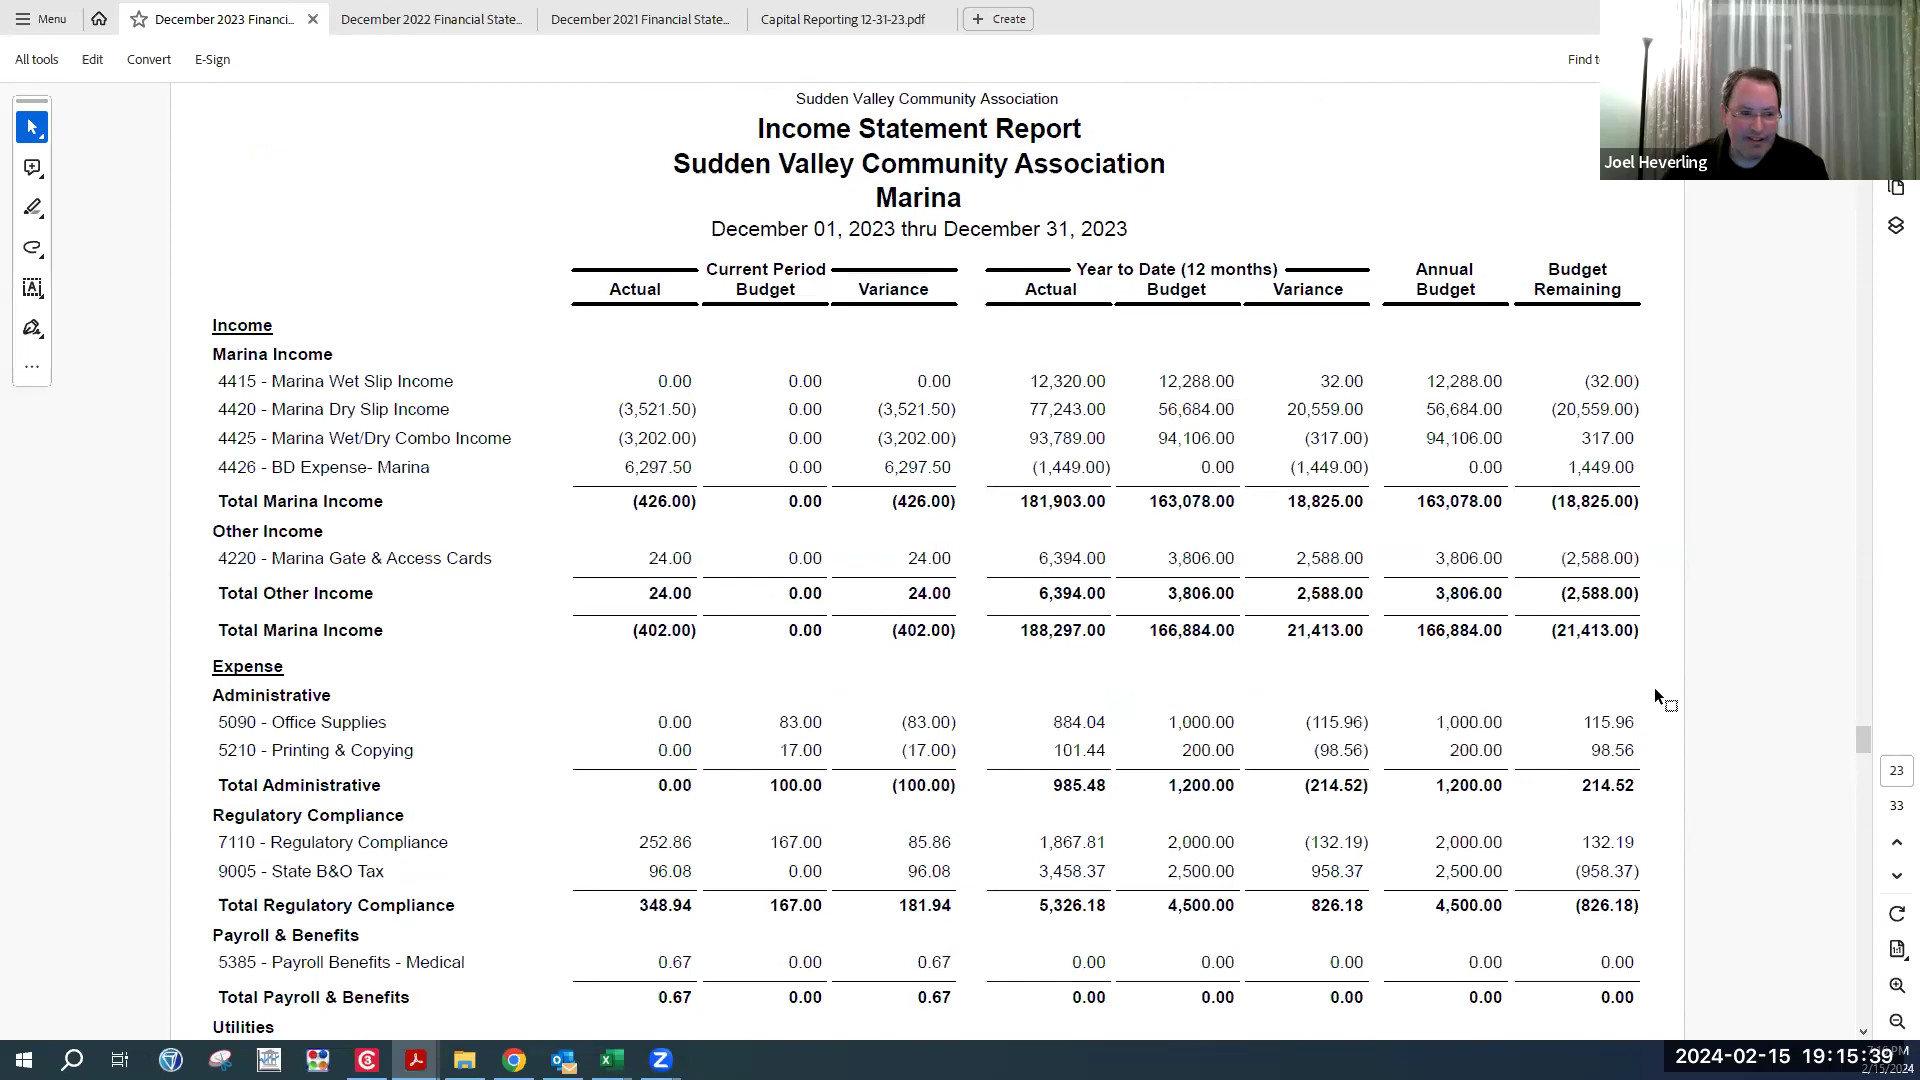 Menu
December 2023 Financi...
December 2022 Financial State...
December 2021 Financial State...
Capital Reporting 12-31-23.pdf
Create
All tools Edit Convert E-Sign
Joel Heverling
Sudden Valley Community Association
Income Statement Report
Sudden Valley Community Association
Marina
December 01, 2023 thru December 31, 2023
Current Period Year to Date (12 months) Annual Budget
Actual Budget Variance Actual Budget Variance Budget Remaining
Income
Marina Income
4415 - Marina Wet Slip Income 0.00 0.00 0.00 12,320.00 12,288.00 32.00 12,288.00 (32.00)
4420 - Marina Dry Slip Income (3,521.50) 0.00 (3,521.50) 77,243.00 56,684.00 20,559.00 56,684.00 (20,559.00)
4425 - Marina Wet/Dry Combo Income (3,202.00) 0.00 (3,202.00) 93,789.00 94,106.00 (317.00) 94,106.00 317.00
4426 - BD Expense- Marina 6,297.50 0.00 6,297.50 (1,449.00) 0.00 (1,449.00) 0.00 1,449.00
Total Marina Income (426.00) 0.00 (426.00) 181,903.00 163,078.00 18,825.00 163,078.00 (18,825.00)
Other Income
4220 - Marina Gate & Access Cards 24.00 0.00 24.00 6,394.00 3,806.00 2,588.00 3,806.00 (2,588.00)
Total Other Income 24.00 0.00 24.00 6,394.00 3,806.00 2,588.00 3,806.00 (2,588.00)
Total Marina Income (402.00) 0.00 (402.00) 188,297.00 166,884.00 21,413.00 166,884.00 (21,413.00)
Expense
Administrative
5090 - Office Supplies 0.00 83.00 (83.00) 884.04 1,000.00 (115.96) 1,000.00 115.96
5210 - Printing & Copying 0.00 17.00 (17.00) 101.44 200.00 (98.56) 200.00 98.56
Total Administrative 0.00 100.00 (100.00) 985.48 1,200.00 (214.52) 1,200.00 214.52
Regulatory Compliance
7110 - Regulatory Compliance 252.86 167.00 85.86 1,867.81 2,000.00 (132.19) 2,000.00 132.19
9005 - State B&O Tax 96.08 0.00 96.08 3,458.37 2,500.00 958.37 2,500.00 (958.37)
Total Regulatory Compliance 348.94 167.00 181.94 5,326.18 4,500.00 826.18 4,500.00 (826.18)
Payroll & Benefits
5385 - Payroll Benefits - Medical 0.67 0.00 0.67 0.00 0.00 0.00 0.00 0.00
Total Payroll & Benefits 0.67 0.00 0.67 0.00 0.00 0.00 0.00 0.00
Utilities
23
33
2024-02-15 19:15:39
2/15/2024